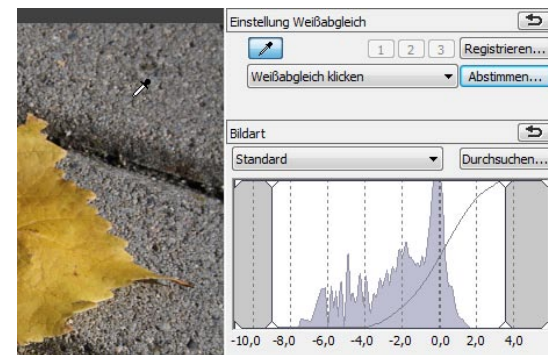 Einstellung Weißabgleich
1 2 3 Registrieren...
Weißabgleich klicken Abstimmen...
Bildart
Standard Durchsuchen...
-10,0 -8,0 -6,0 -4,0 -2,0 0,0 2,0 4,0